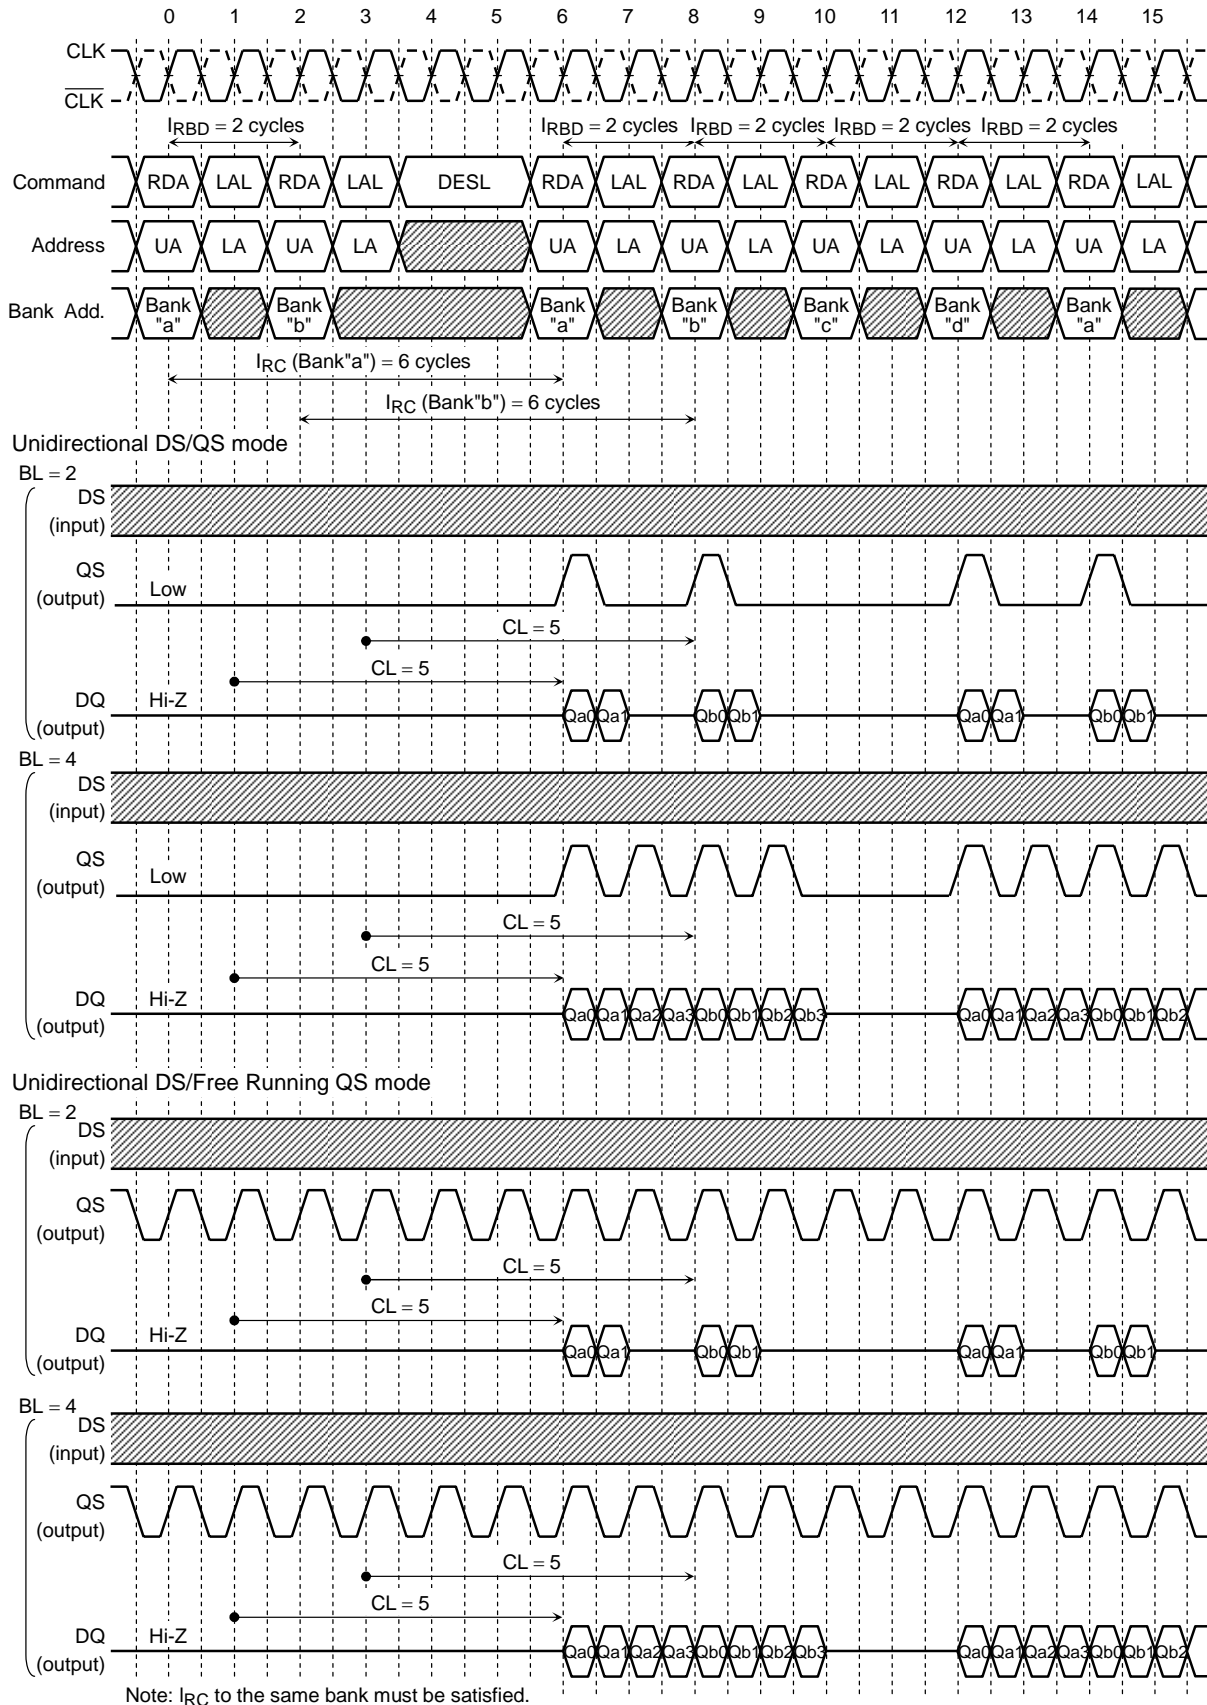 0 1 2 3 4 5 6 7 8 9 10 11 12 13 14 15
CLK
CLK
IRBD = 2 cycles IRBD = 2 cycles IRBD = 2 cycles IRBD = 2 cycles IRBD = 2 cycles
Command RDA LAL RDA LAL DESL RDA LAL RDA LAL RDA LAL RDA LAL RDA LAL
Address UA LA UA LA UA LA UA LA UA LA UA LA UA LA
Bank Add. Bank "a" Bank "b" Bank "a" Bank "b" Bank "c" Bank "d" Bank "a"
IRC (Bank"a") = 6 cycles
IRC (Bank"b") = 6 cycles
Unidirectional DS/QS mode
BL = 2
DS
(input)
QS
(output) Low
CL = 5
CL = 5
DQ Hi-Z
(output) Qa0 Qa1 Qb0 Qb1 Qa0 Qa1 Qb0 Qb1
BL = 4
DS
(input)
QS
(output) Low
CL = 5
CL = 5
DQ Hi-Z
(output) Qa0 Qa1 Qa2 Qa3 Qb0 Qb1 Qb2 Qb3 Qa0 Qa1 Qa2 Qa3 Qb0 Qb1 Qb2
Unidirectional DS/Free Running QS mode
BL = 2
DS
(input)
QS
(output)
CL = 5
CL = 5
DQ Hi-Z
(output) Qa0 Qa1 Qb0 Qb1 Qa0 Qa1 Qb0 Qb1
BL = 4
DS
(input)
QS
(output)
CL = 5
CL = 5
DQ Hi-Z
(output) Qa0 Qa1 Qa2 Qa3 Qb0 Qb1 Qb2 Qb3 Qa0 Qa1 Qa2 Qa3 Qb0 Qb1 Qb2
Note: IRC to the same bank must be satisfied.